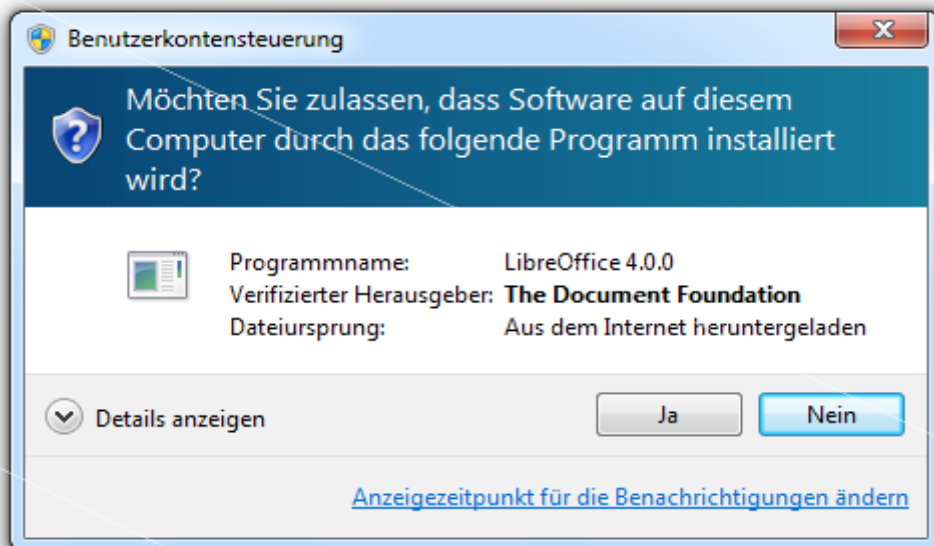 Benutzerkontensteuerung
Möchten Sie zulassen, dass Software auf diesem
Computer durch das folgende Programm installiert
wird?
Programmname: LibreOffice 4.0.0
Verifizierter Herausgeber: The Document Foundation
Dateiursprung: Aus dem Internet heruntergeladen
Details anzeigen
Ja
Nein
Anzeigezeitpunkt für die Benachrichtigungen ändern